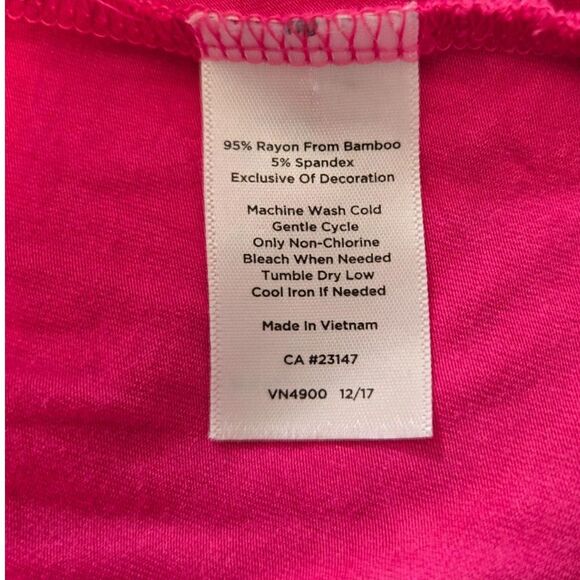 95% Rayon From Bamboo
5% Spandex
Exclusive Of Decoration
Machine Wash Cold
Gentle Cycle
Only Non-Chlorine
Bleach When Needed
Tumble Dry Low
Cool Iron If Needed
Made In Vietnam
CA #23147
VN4900 12/17